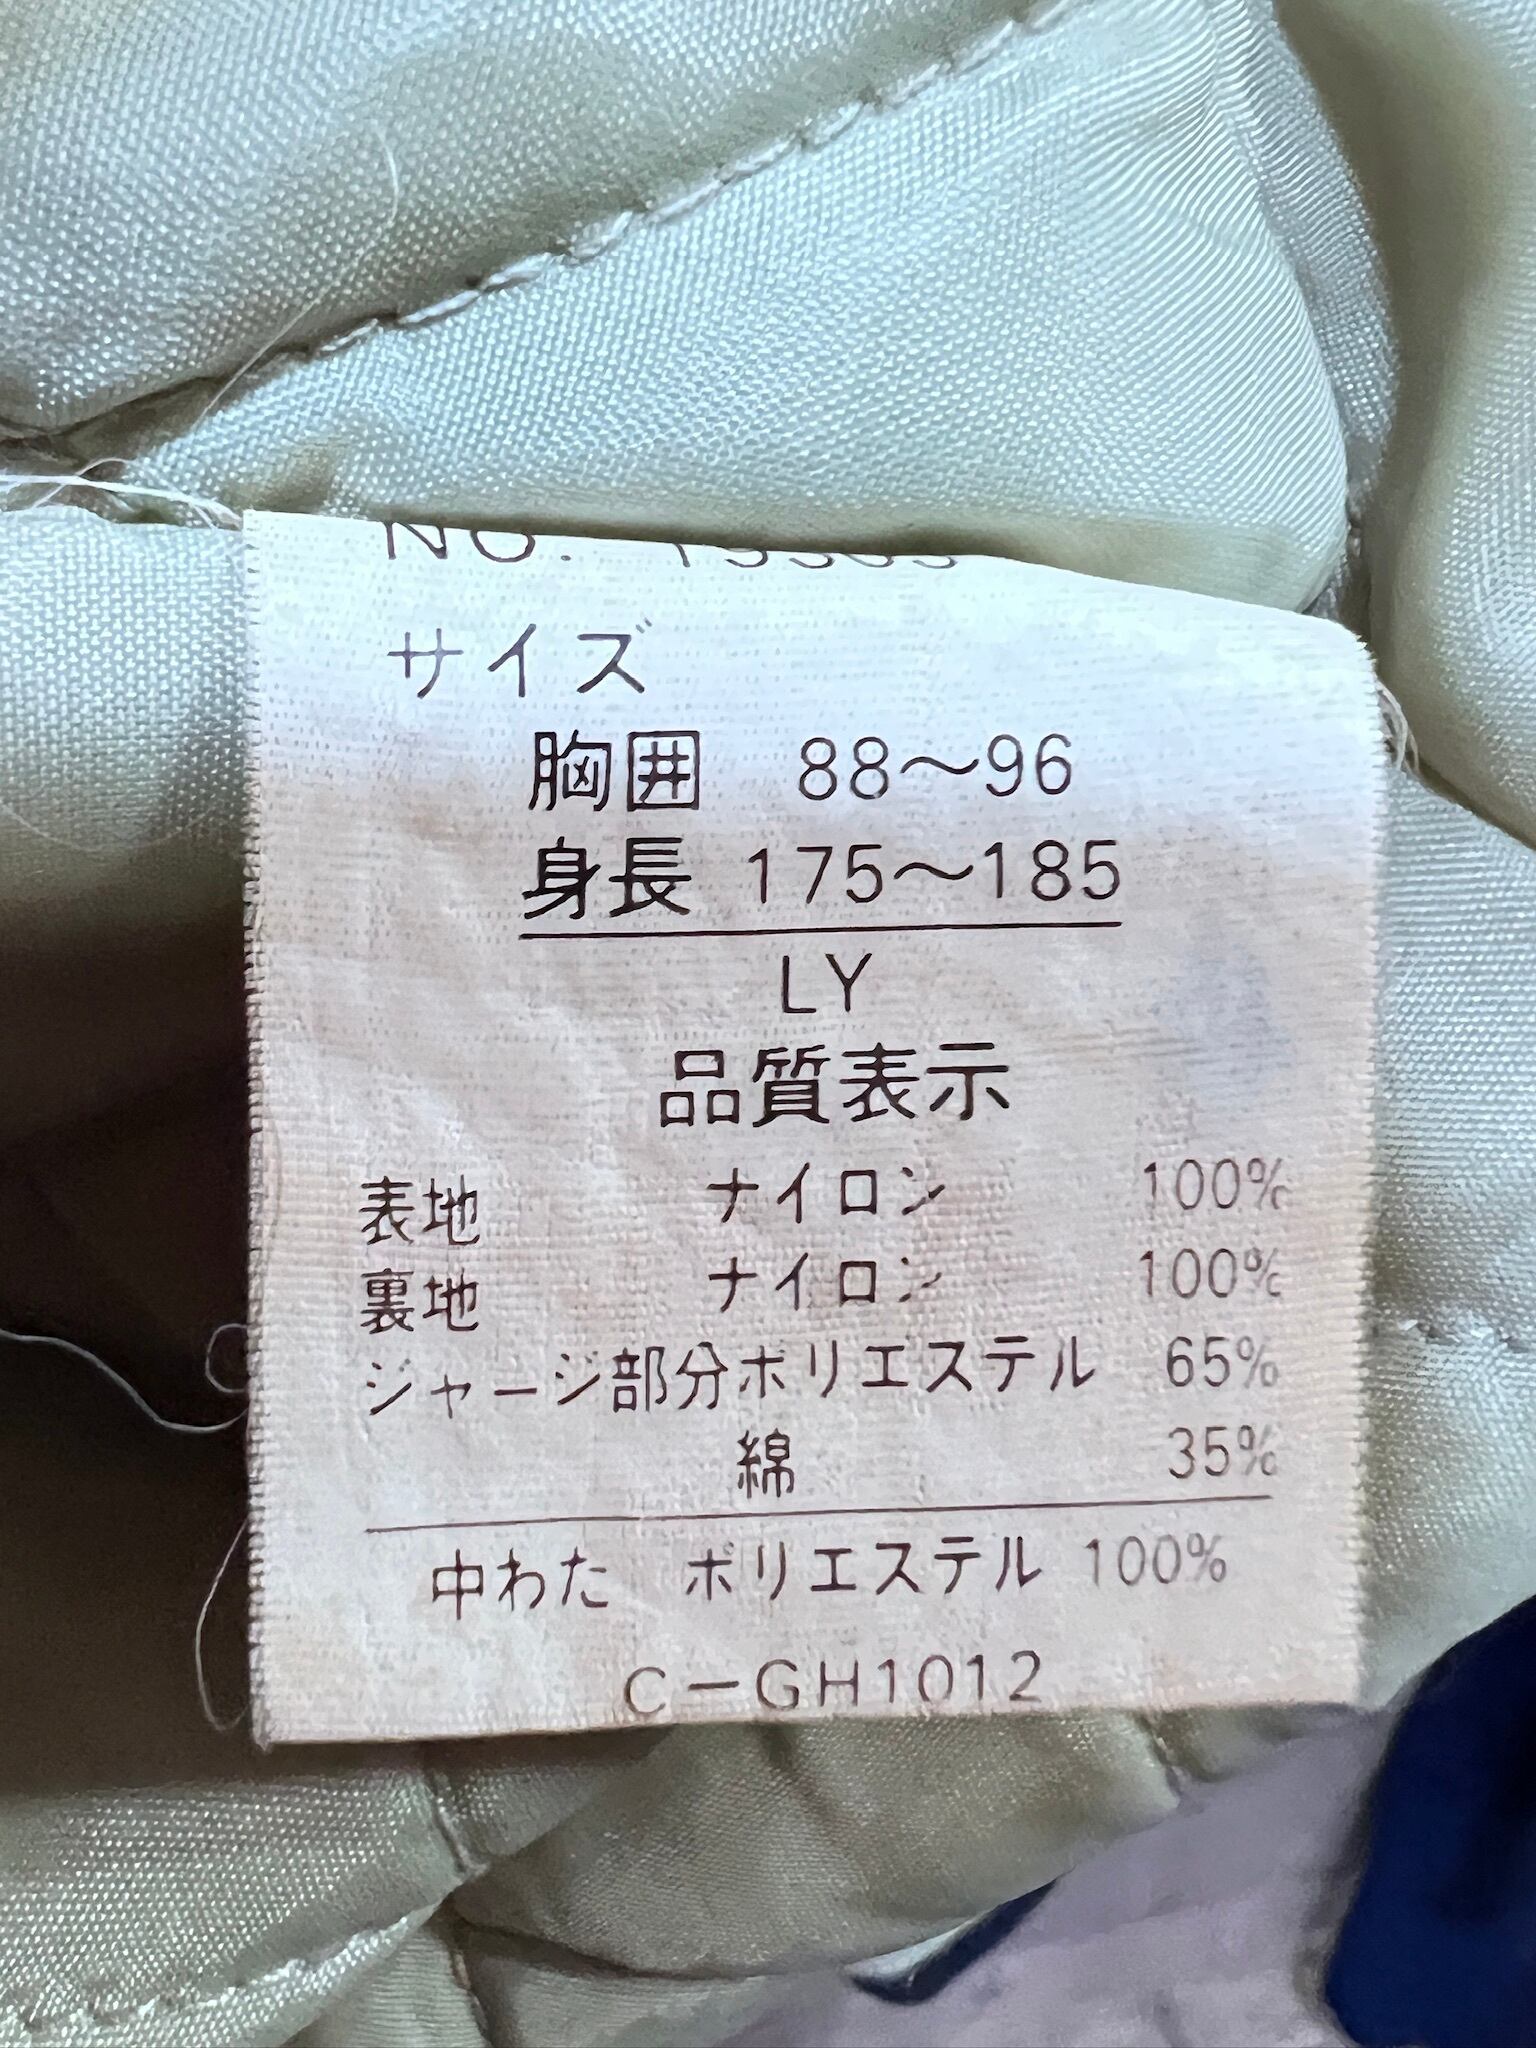 NO.
サイズ
胸囲 88〜96
身長 175〜185
LY
品質表示
表地 ナイロン 100%
裏地 ナイロン 100%
ジャージ部分ポリエステル 65%
綿 35%
中わた ポリエステル 100%
C-GH1012